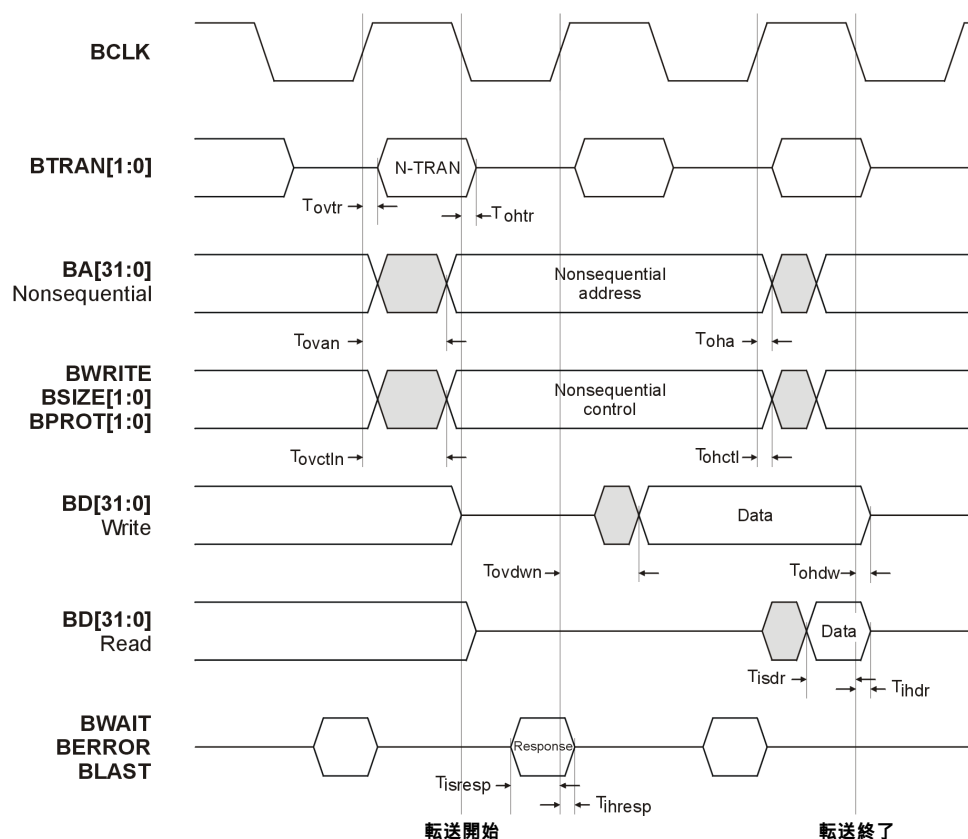 BCLK
BTRAN[1:0]
N-TRAN
Tovtr
Tohtr
BA[31:0]
Nonsequential
Nonsequential
address
Tovan
Toha
BWRITE
BSIZE[1:0]
BPROT[1:0]
Nonsequential
control
Tovctln
Tohctl
BD[31:0]
Write
Data
Tovdwn
Tohdw
BD[31:0]
Read
Data
Tisdr
Tihdr
BWAIT
BERROR
BLAST
Response
Tisresp
Tihresp
転送開始
転送終了